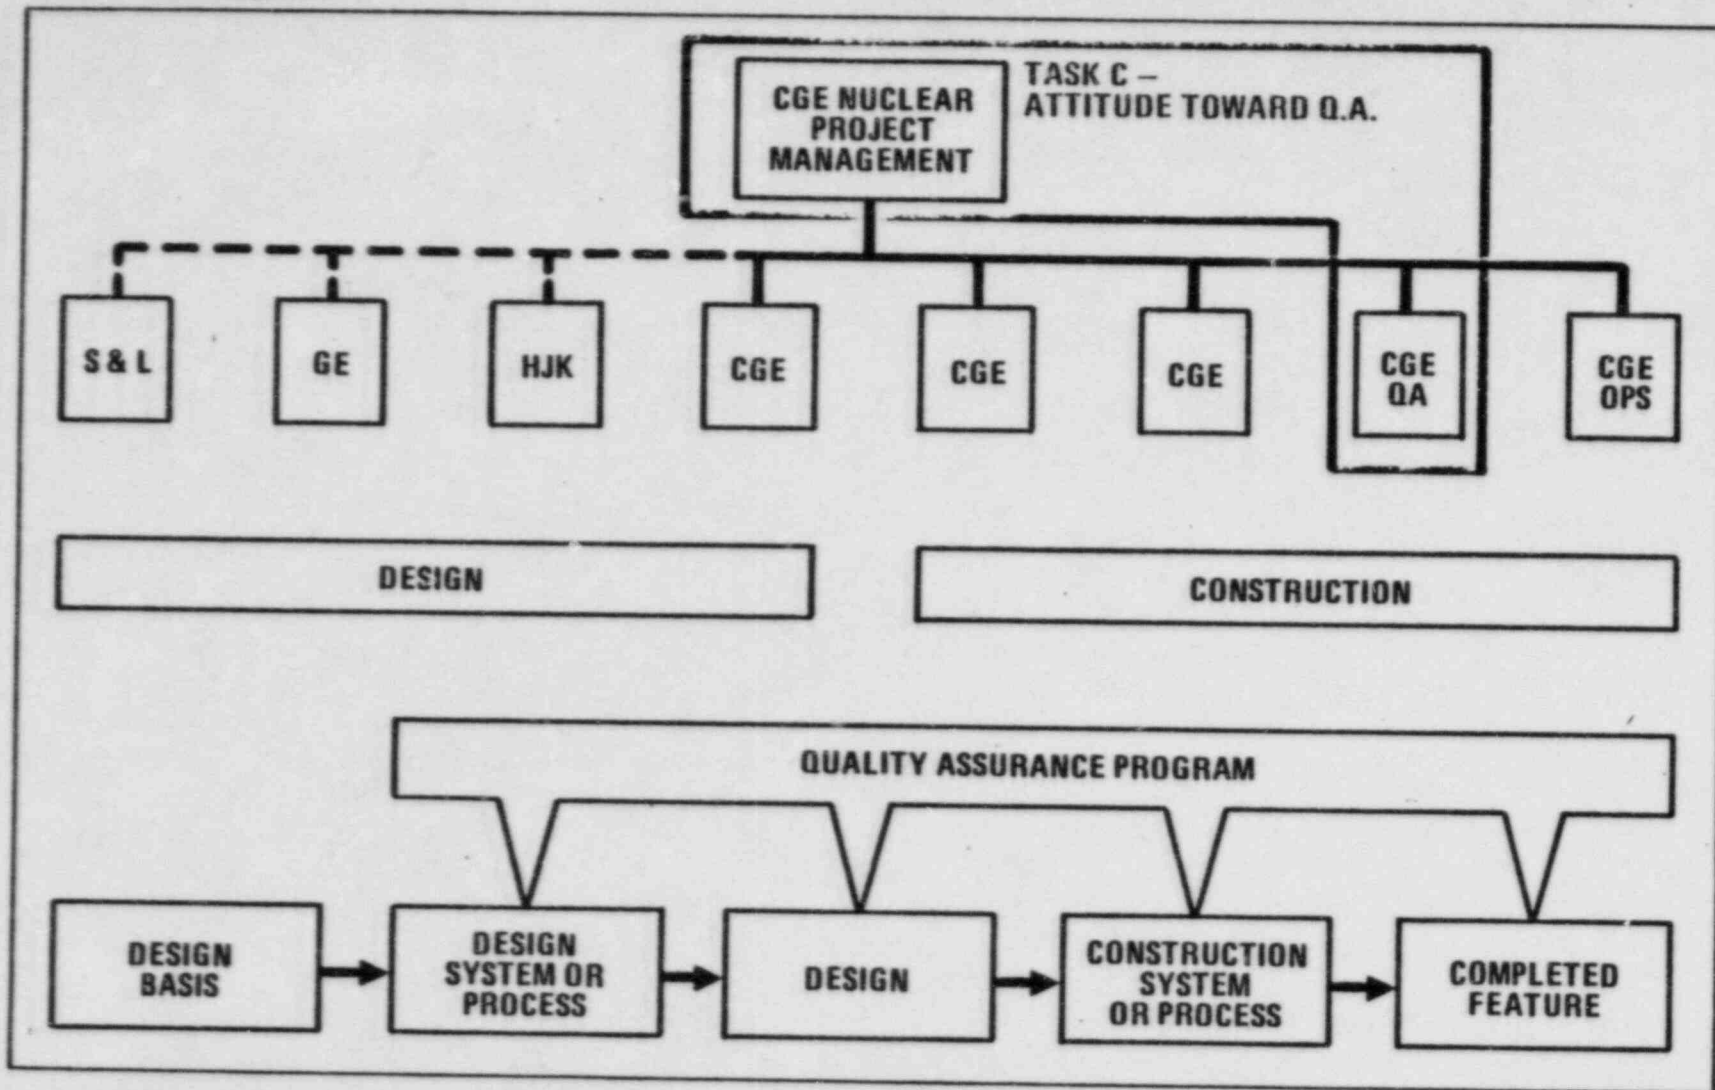 CGE NUCLEAR
PROJECT
MANAGEMENT
TASK C –
ATTITUDE TOWARD Q.A.
S & L
GE
HJK
CGE
CGE
CGE
CGE
QA
CGE
OPS
DESIGN
CONSTRUCTION
QUALITY ASSURANCE PROGRAM
DESIGN
BASIS
DESIGN
SYSTEM OR
PROCESS
DESIGN
CONSTRUCTION
SYSTEM
OR PROCESS
COMPLETED
FEATURE